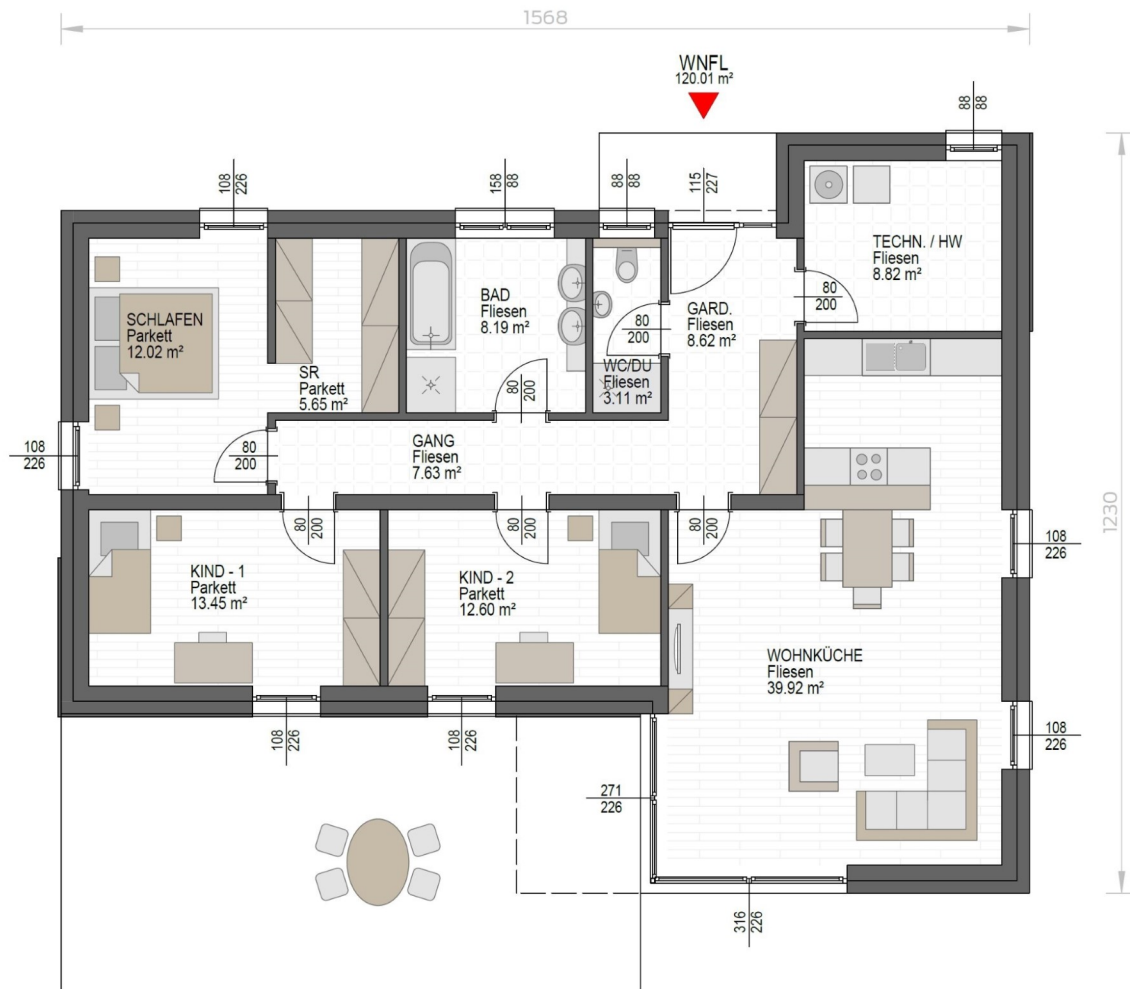 1568
WNFL
120.01 m²
88
88
108
226
158
88
88
88
115
227
TECHN. / HW
Fliesen
8.82 m²
80
200
BAD
Fliesen
8.19 m²
GARD.
Fliesen
8.62 m²
80
200
SCHLAFEN
Parkett
12.02 m²
SR
Parkett
5.65 m²
WC/DU
Fliesen
3.11 m²
80
200
GANG
Fliesen
7.63 m²
108
226
80
200
80
200
80
200
80
200
1230
108
226
KIND - 1
Parkett
13.45 m²
KIND - 2
Parkett
12.60 m²
WOHNKÜCHE
Fliesen
39.92 m²
108
226
108
226
108
226
271
226
316
226